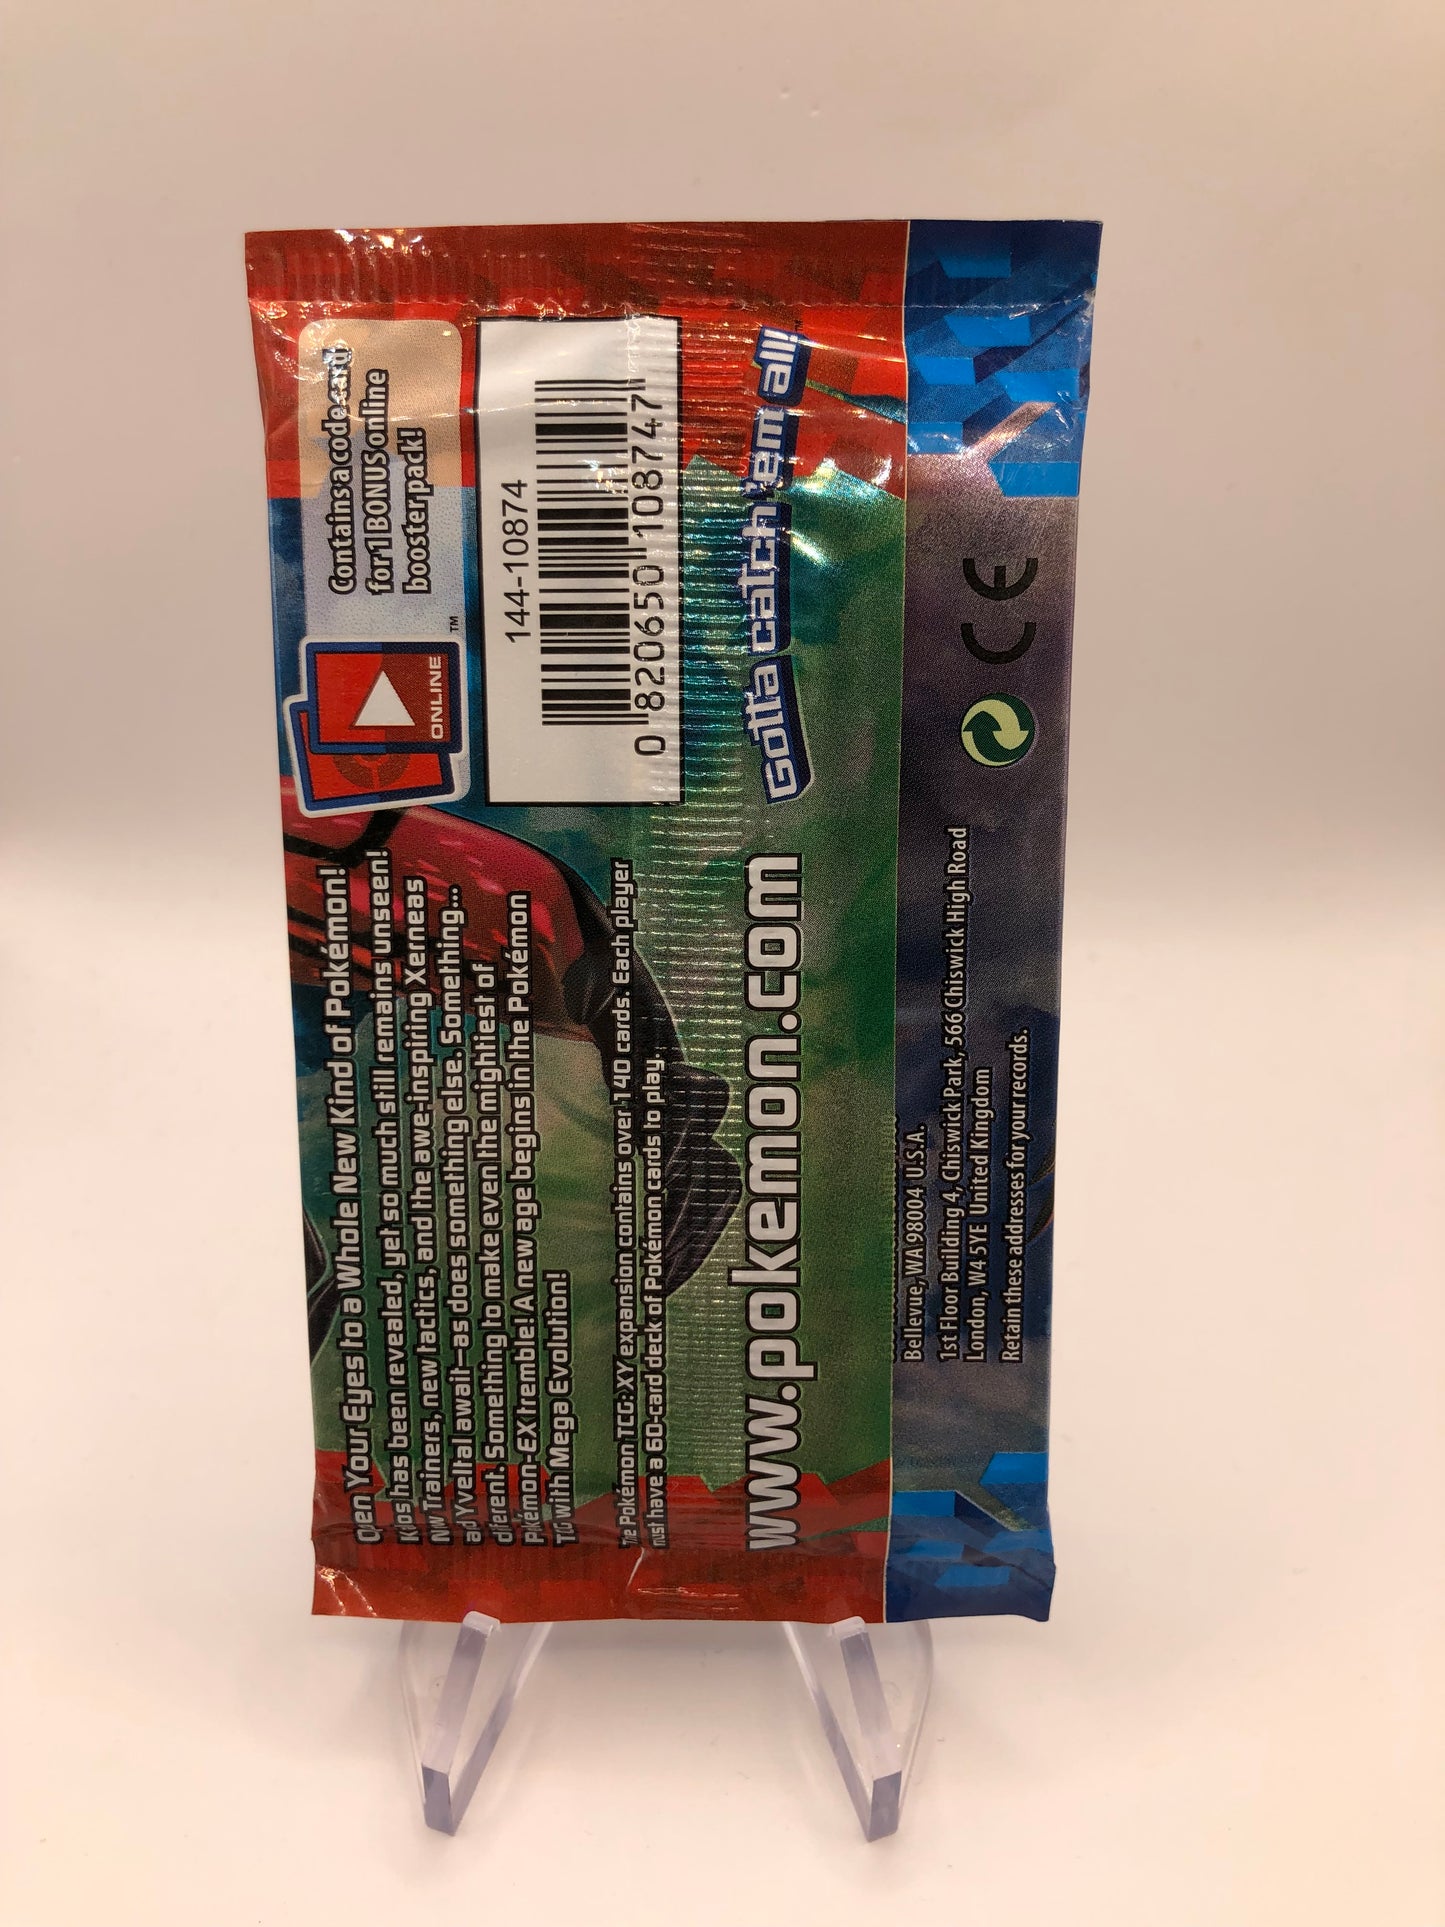 Open Your Eyes to a Whole New Kind of Pokémon!
Kalos has been revealed, yet so much still remains unseen!
New Trainers, new tactics, and the awe-inspiring Xerneas
and Yveltal await—as does something else. Something...
different. Something to make even the mightiest of
Pokémon-EX tremble! A new age begins in the Pokémon
TCG with Mega Evolution!
The Pokémon TCG: XY expansion contains over 140 cards. Each player
must have a 60-card deck of Pokémon cards to play.
www.pokemon.com
ONLINE
TM
Contains a code card
for 1 BONUS online
booster pack!
144-10874
0 820650 108747
Gotta catch 'em all!
TM
Bellevue, WA 98004 U.S.A.
1st Floor Building 4, Chiswick Park, 566 Chiswick High Road
London, W4 5YE United Kingdom
Retain these addresses for your records.
CE